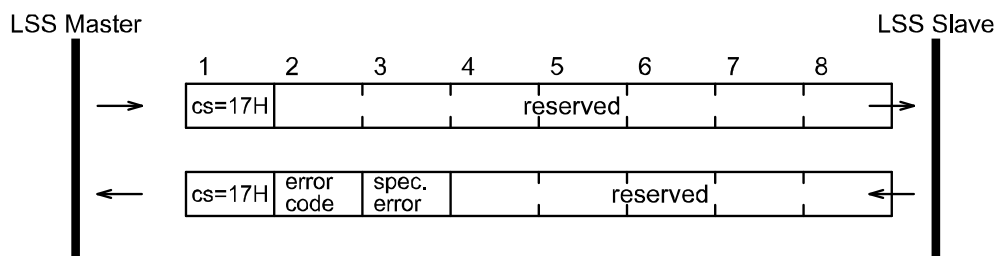 LSS Master
LSS Slave
1 2 3 4 5 6 7 8
cs=17H reserved
cs=17H error code spec. error reserved